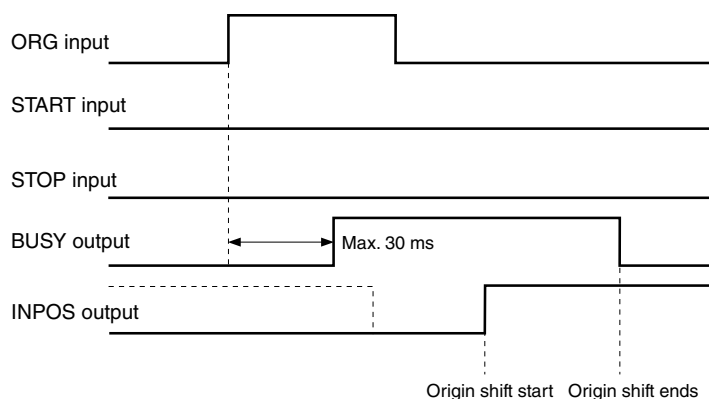 ORG input
START input
STOP input
BUSY output
Max. 30 ms
INPOS output
Origin shift start
Origin shift ends